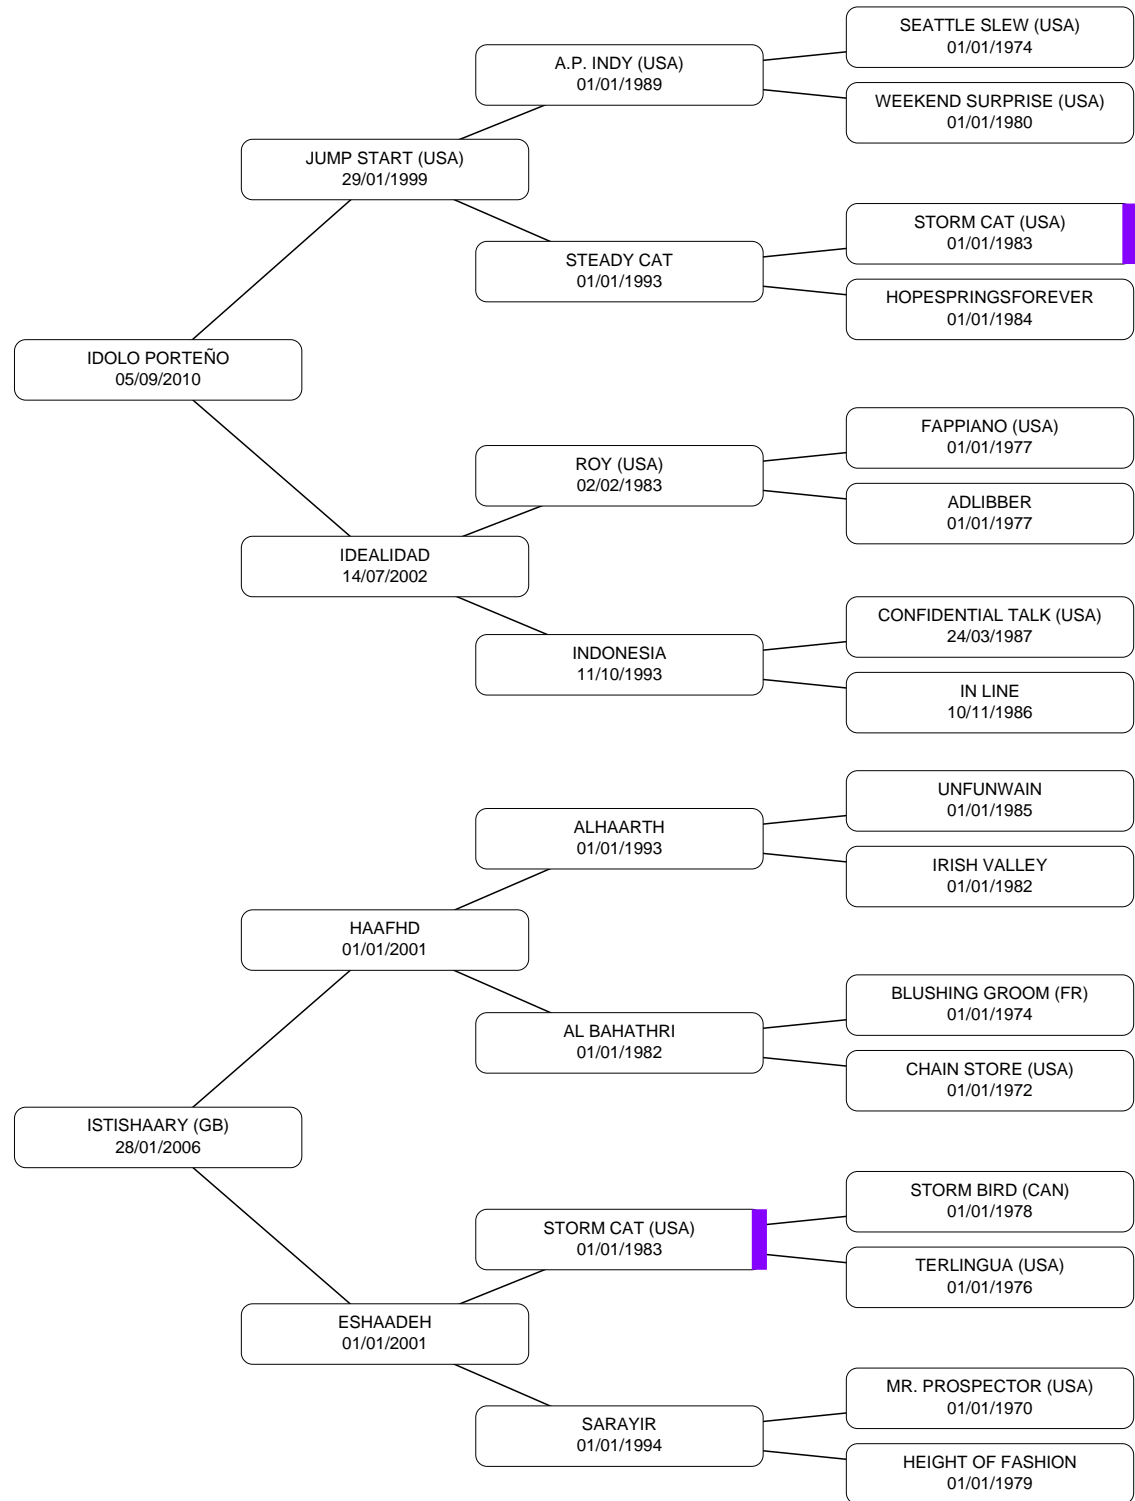 SEATTLE SLEW (USA)
01/01/1974
A.P. INDY (USA)
01/01/1989
WEEKEND SURPRISE (USA)
01/01/1980
JUMP START (USA)
29/01/1999
STORM CAT (USA)
01/01/1983
STEADY CAT
01/01/1993
HOPESPRINGSFOREVER
01/01/1984
IDOLO PORTEÑO
05/09/2010
FAPPIANO (USA)
01/01/1977
ROY (USA)
02/02/1983
ADLIBBER
01/01/1977
IDEALIDAD
14/07/2002
CONFIDENTIAL TALK (USA)
24/03/1987
INDONESIA
11/10/1993
IN LINE
10/11/1986
UNFUNWAIN
01/01/1985
ALHAARTH
01/01/1993
IRISH VALLEY
01/01/1982
HAAFHD
01/01/2001
BLUSHING GROOM (FR)
01/01/1974
AL BAHATHRI
01/01/1982
CHAIN STORE (USA)
01/01/1972
ISTISHAARY (GB)
28/01/2006
STORM BIRD (CAN)
01/01/1978
STORM CAT (USA)
01/01/1983
TERLINGUA (USA)
01/01/1976
ESHAADEH
01/01/2001
MR. PROSPECTOR (USA)
01/01/1970
SARAYIR
01/01/1994
HEIGHT OF FASHION
01/01/1979